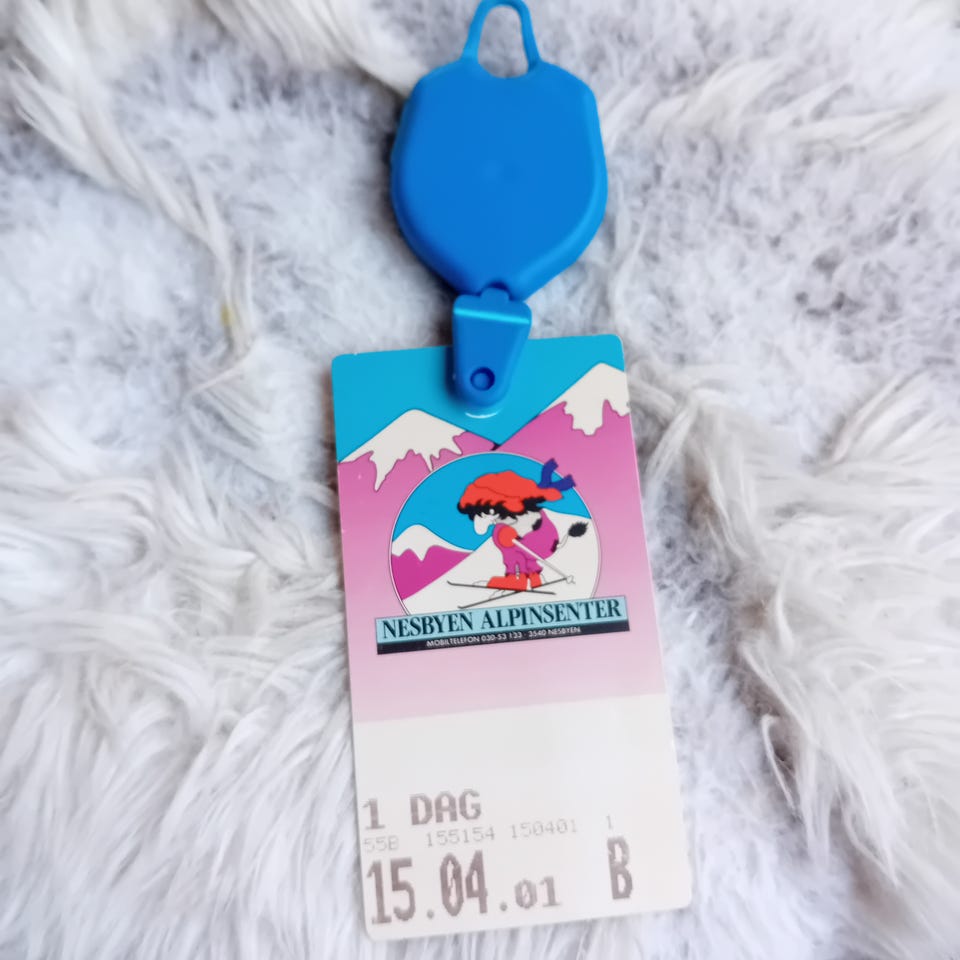 NESBYEN ALPINSENTER
MOBILTELEFON 030-53 133 - 3540 NESBYEN
1 DAG
55B 155154 150401 1
15.04.01 B